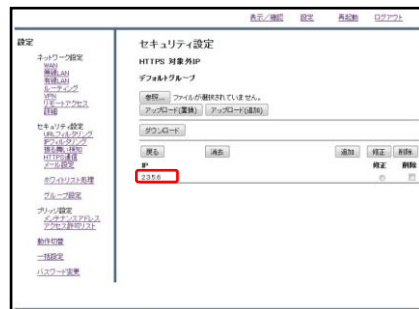 表示/確認 設定 再起動 ログアウト
設定
ネットワーク設定
WAN
無線LAN
有線LAN
ルーティング
VPN
リモートアクセス
詳細
セキュリティ設定
URLフィルタリング
IPフィルタリング
振る舞い検知
HTTPS通信
メール設定
ホワイトリスト処理
グループ設定
ブリッジ設定
メンテナンスアドレス
アクセス許可リスト
動作切替
一括設定
パスワード変更
セキュリティ設定
HTTPS 対象外IP
デフォルトグループ
参照... ファイルが選択されていません。
アップロード(置換) アップロード(追加)
ダウンロード
戻る 消去 追加 修正 削除
IP 修正 削除
2.3.5.6